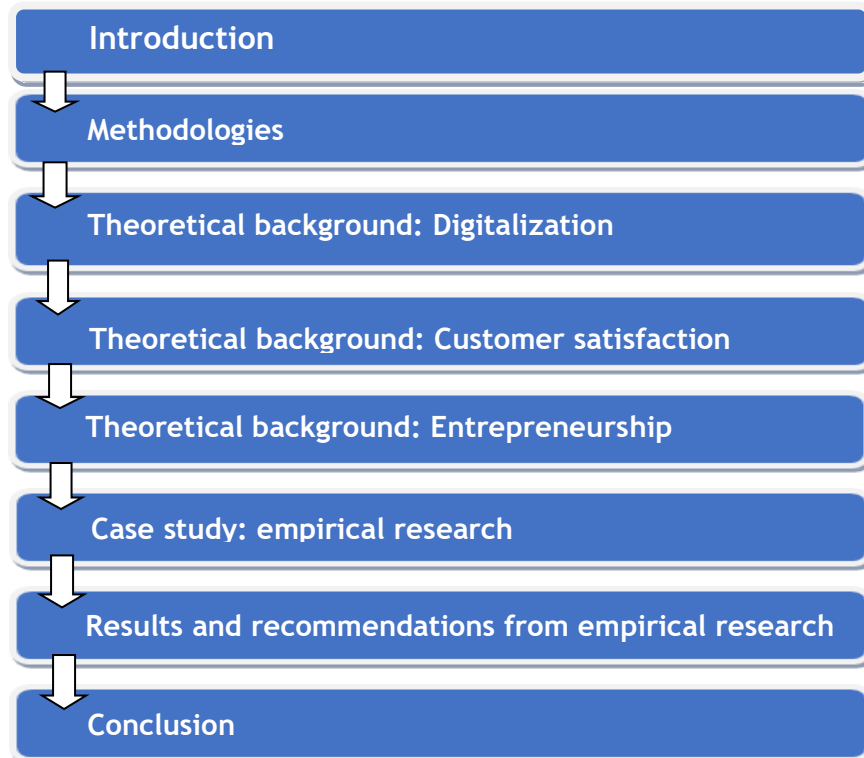 Introduction
Methodologies
Theoretical background: Digitalization
Theoretical background: Customer satisfaction
Theoretical background: Entrepreneurship
Case study: empirical research
Results and recommendations from empirical research
Conclusion